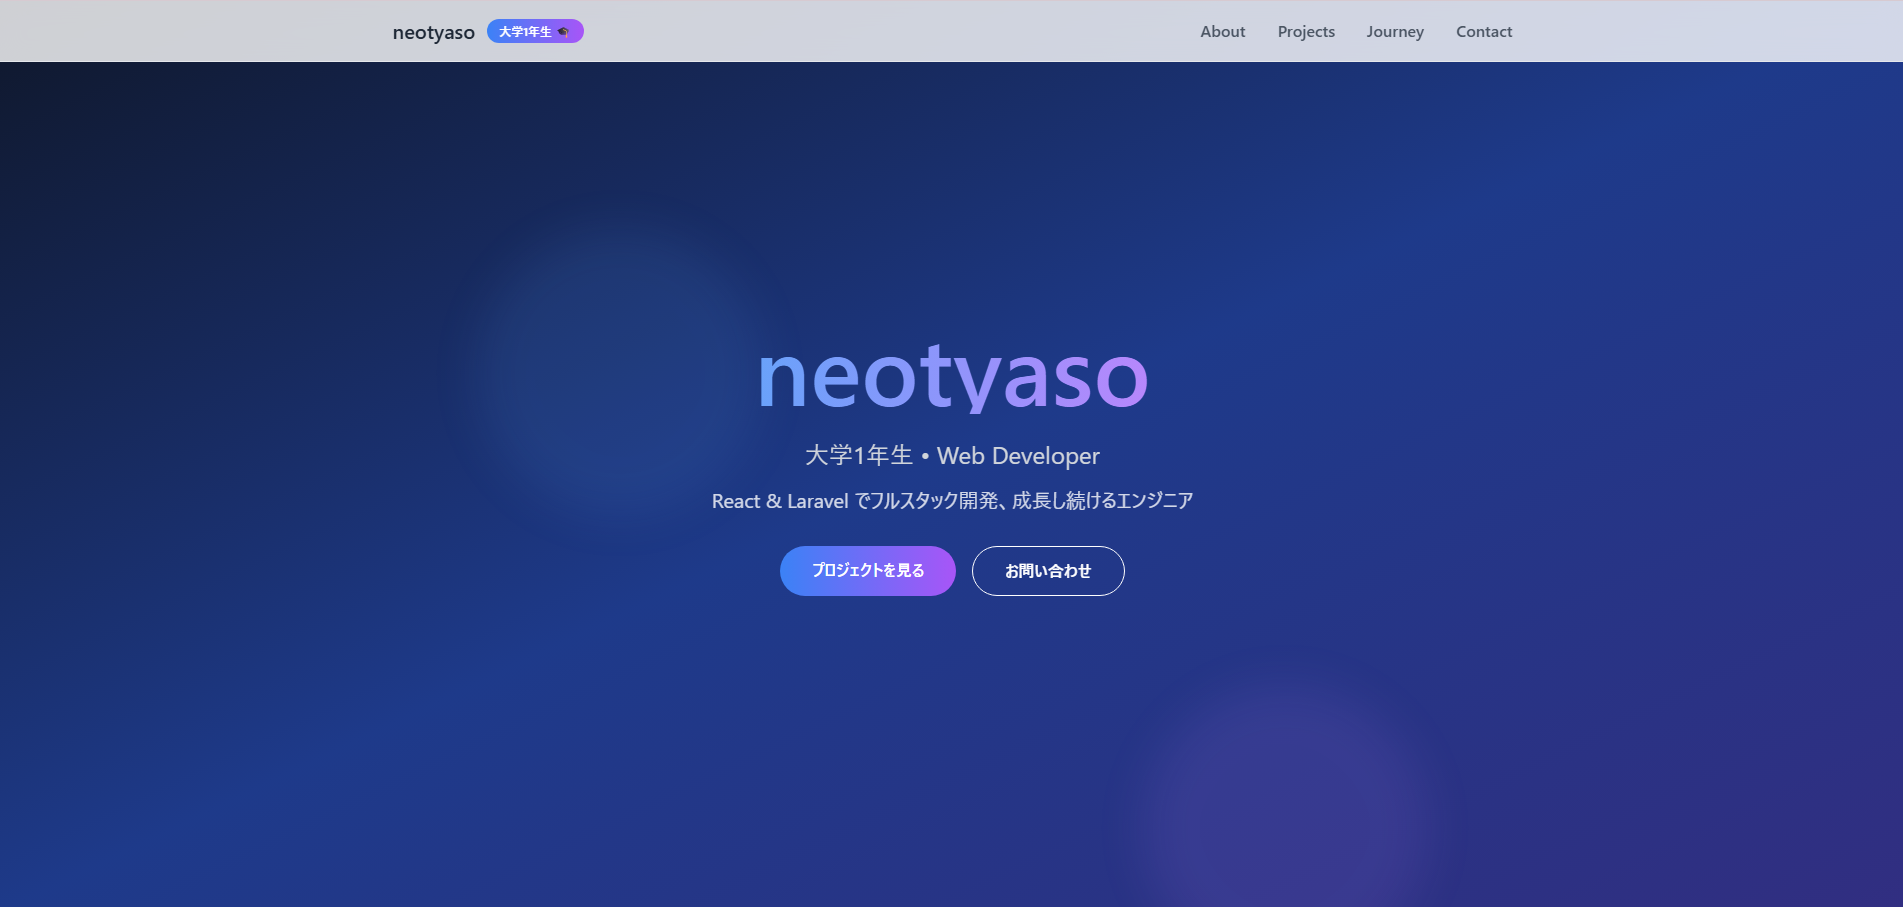 neotyaso 大学1年生 🎓 About Projects Journey Contact
neotyaso
大学1年生 • Web Developer
React & Laravel でフルスタック開発、成長し続けるエンジニア
プロジェクトを見る お問い合わせ